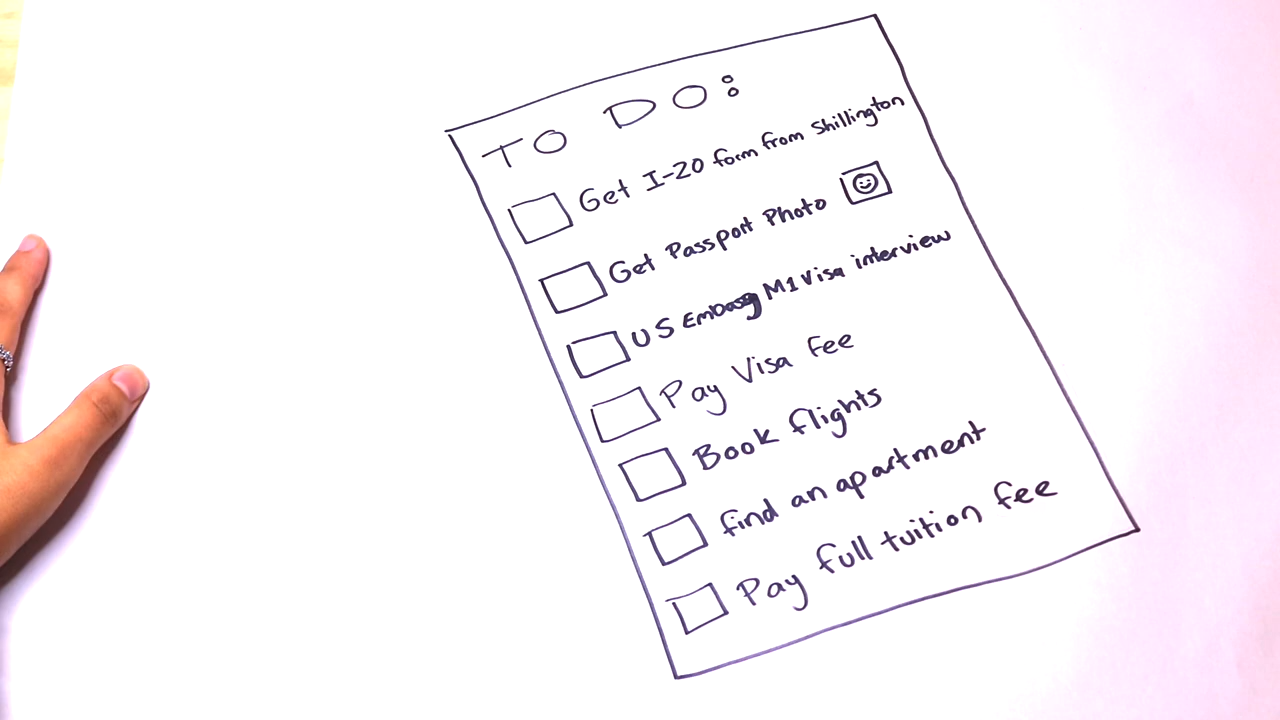 TO DO:
Get I-20 form from Shillington
Get Passport Photo
US Embassy M1 Visa interview
Pay Visa fee
Book flights
find an apartment
Pay full tuition fee